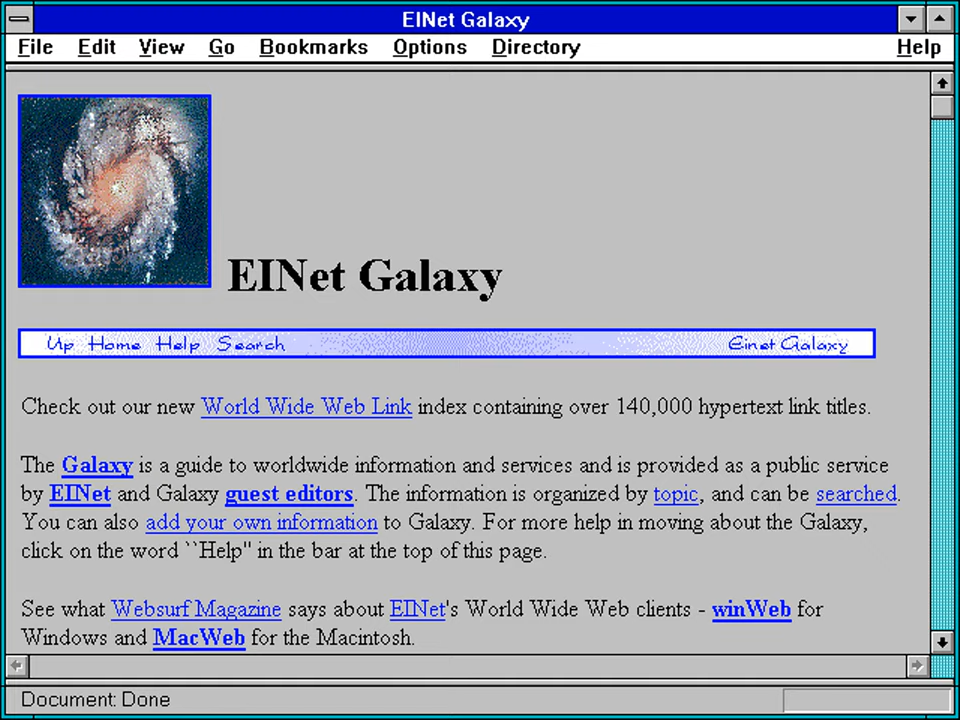 EINet Galaxy
File Edit View Go Bookmarks Options Directory Help
EINet Galaxy
Up Home Help Search Einet Galaxy
Check out our new World Wide Web Link index containing over 140,000 hypertext link titles.
The Galaxy is a guide to worldwide information and services and is provided as a public service
by EINet and Galaxy guest editors. The information is organized by topic, and can be searched.
You can also add your own information to Galaxy. For more help in moving about the Galaxy,
click on the word ``Help'' in the bar at the top of this page.
See what Websurf Magazine says about EINet's World Wide Web clients - winWeb for
Windows and MacWeb for the Macintosh.
Document: Done